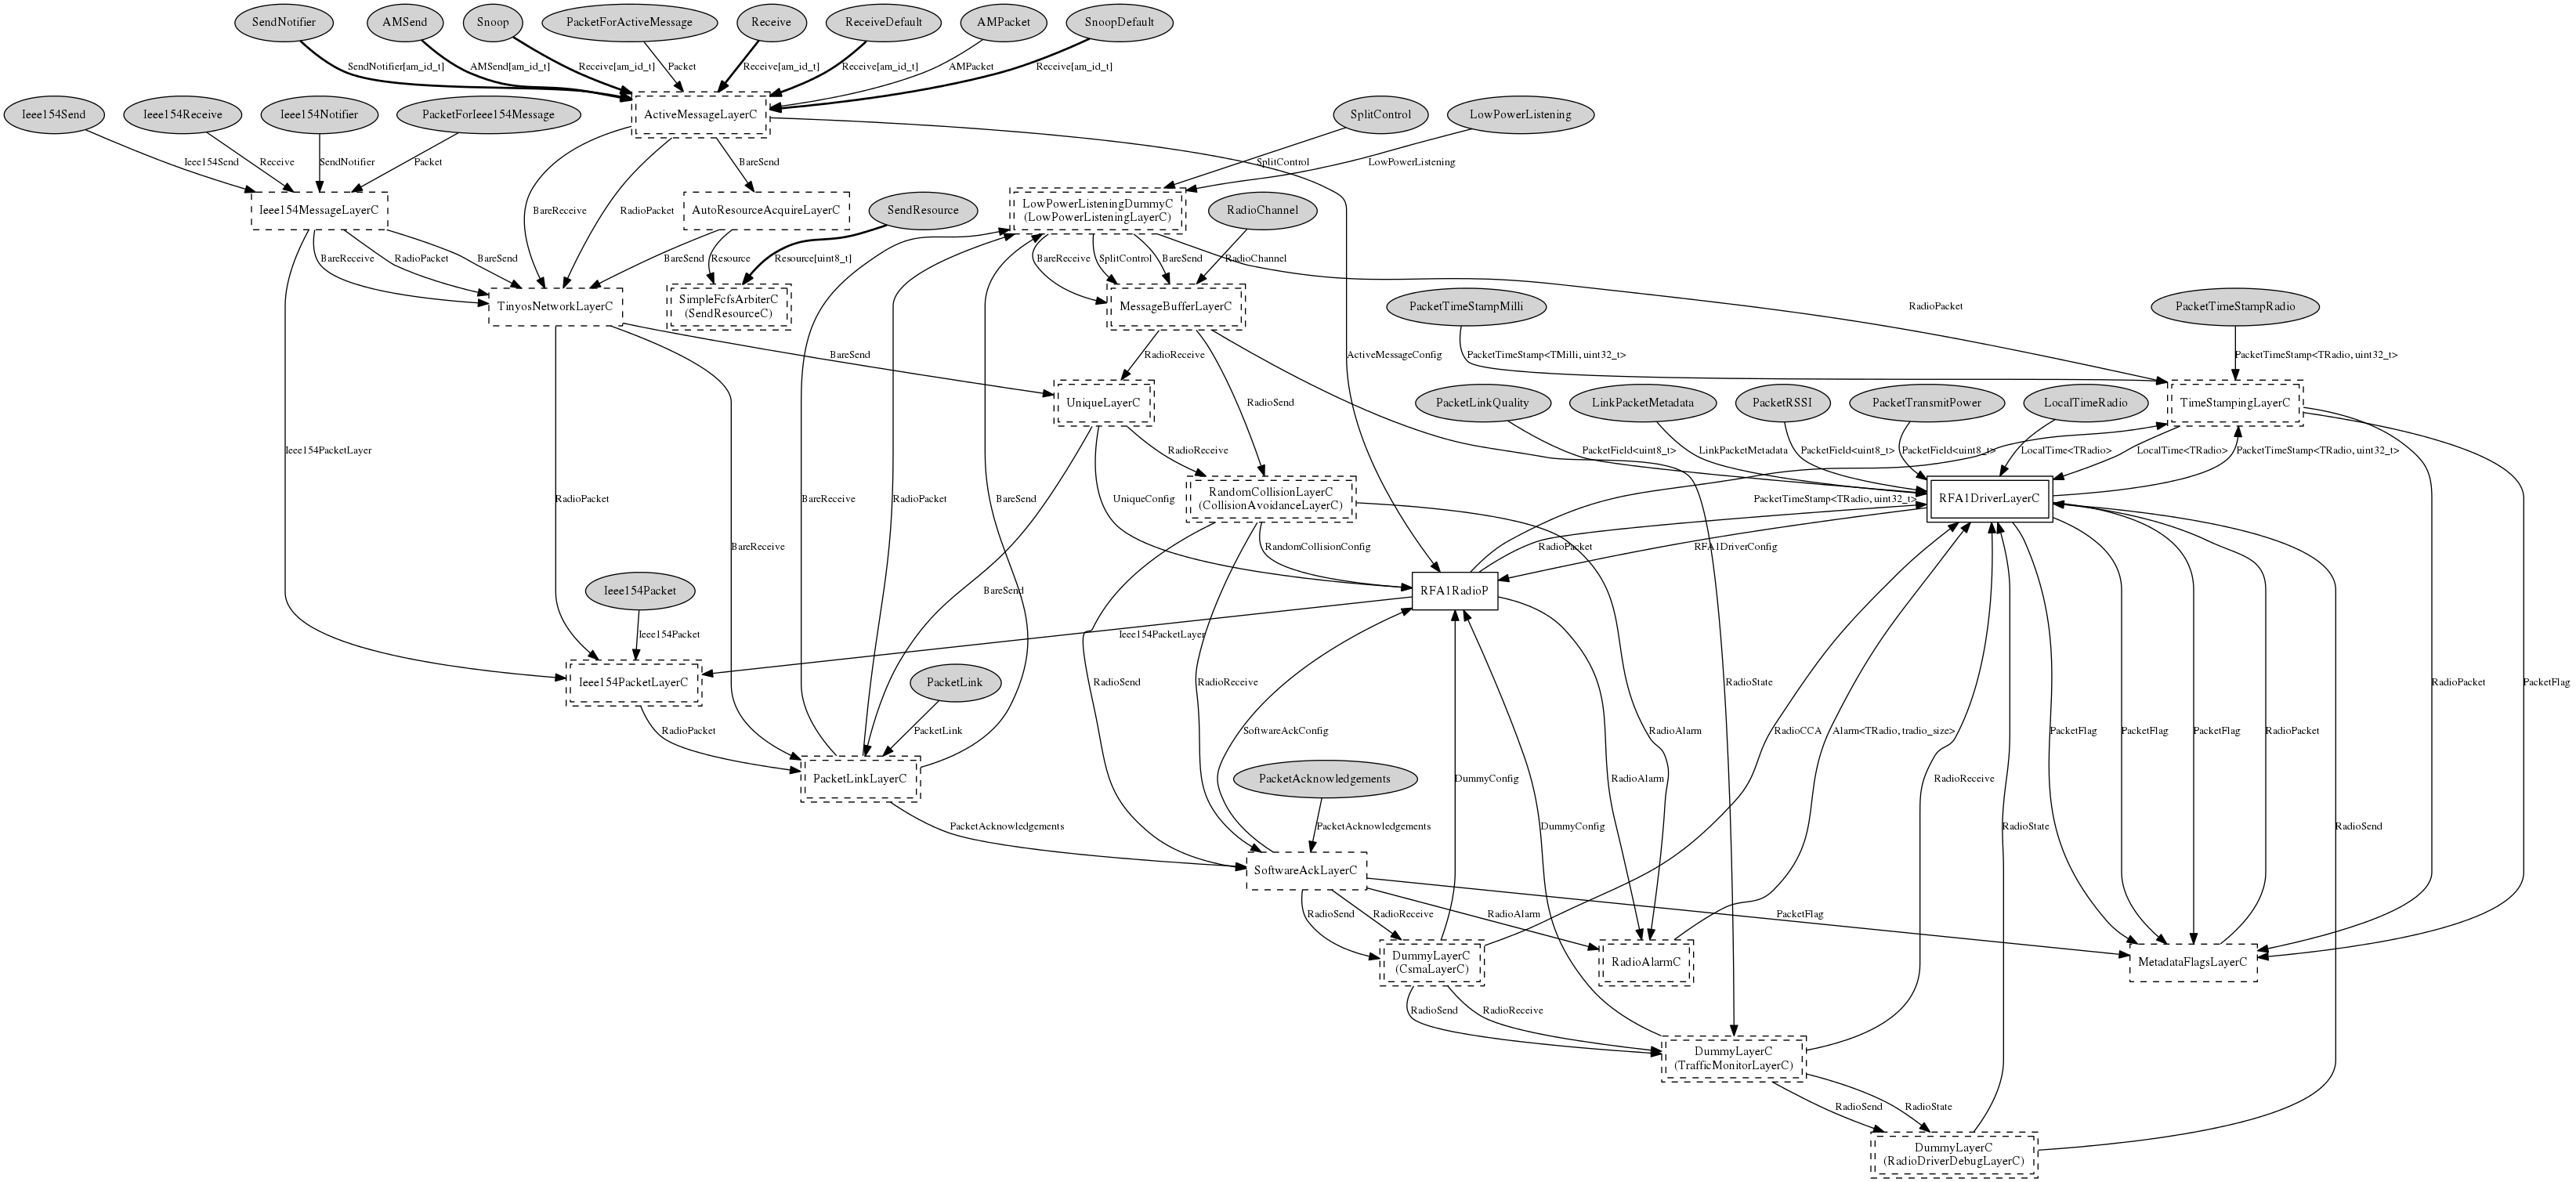 SendNotifier
AMSend
Snoop
PacketForActiveMessage
Receive
ReceiveDefault
AMPacket
SnoopDefault
SendNotifier[am_id_t]
AMSend[am_id_t]
Receive[am_id_t]
Packet
Receive[am_id_t]
Receive[am_id_t]
AMPacket
Receive[am_id_t]
Ieee154Send
Ieee154Receive
Ieee154Notifier
PacketForIeee154Message
ActiveMessageLayerC
SplitControl
LowPowerListening
Ieee154Send
Receive
SendNotifier
Packet
BareSend
SplitControl
LowPowerListening
Ieee154MessageLayerC
BareReceive
RadioPacket
AutoResourceAcquireLayerC
SendResource
LowPowerListeningDummyC
(LowPowerListeningLayerC)
RadioChannel
BareReceive
RadioPacket
BareSend
BareSend
Resource
Resource[uint8_t]
BareReceive
SplitControl
BareSend
RadioChannel
TinyosNetworkLayerC
SimpleFcfsArbiterC
(SendResourceC)
MessageBufferLayerC
RadioPacket
PacketTimeStampMilli
PacketTimeStampRadio
BareSend
RadioReceive
ActiveMessageConfig
PacketTimeStamp<TMilli, uint32_t>
PacketTimeStamp<TRadio, uint32_t>
UniqueLayerC
RadioSend
PacketLinkQuality
LinkPacketMetadata
PacketRSSI
PacketTransmitPower
LocalTimeRadio
TimeStampingLayerC
Ieee154PacketLayer
RadioReceive
PacketField<uint8_t>
LinkPacketMetadata
PacketField<uint8_t>
PacketField<uint8_t>
LocalTime<TRadio>
LocalTime<TRadio>
PacketTimeStamp<TRadio, uint32_t>
RadioPacket
BareReceive
RadioPacket
BareSend
UniqueConfig
RandomCollisionLayerC
(CollisionAvoidanceLayerC)
PacketTimeStamp<TRadio, uint32_t>
RFA1DriverLayerC
BareReceive
RandomCollisionConfig
RadioPacket
RFA1DriverConfig
Ieee154Packet
BareSend
RFA1RadioP
Ieee154Packet
Ieee154PacketLayer
Ieee154PacketLayerC
PacketLink
RadioSend
RadioReceive
RadioState
RadioPacket
PacketFlag
RadioPacket
PacketLink
SoftwareAckConfig
RadioAlarm
RadioCCA
Alarm<TRadio, tradio_size>
PacketFlag
PacketFlag
PacketFlag
RadioPacket
PacketLinkLayerC
PacketAcknowledgements
DummyConfig
RadioAlarm
RadioReceive
PacketAcknowledgements
PacketAcknowledgements
DummyConfig
RadioState
RadioSend
SoftwareAckLayerC
RadioSend
RadioReceive
RadioAlarm
PacketFlag
DummyLayerC
(CsmaLayerC)
RadioAlarmC
MetadataFlagsLayerC
RadioSend
RadioReceive
DummyLayerC
(TrafficMonitorLayerC)
RadioSend
RadioState
DummyLayerC
(RadioDriverDebugLayerC)